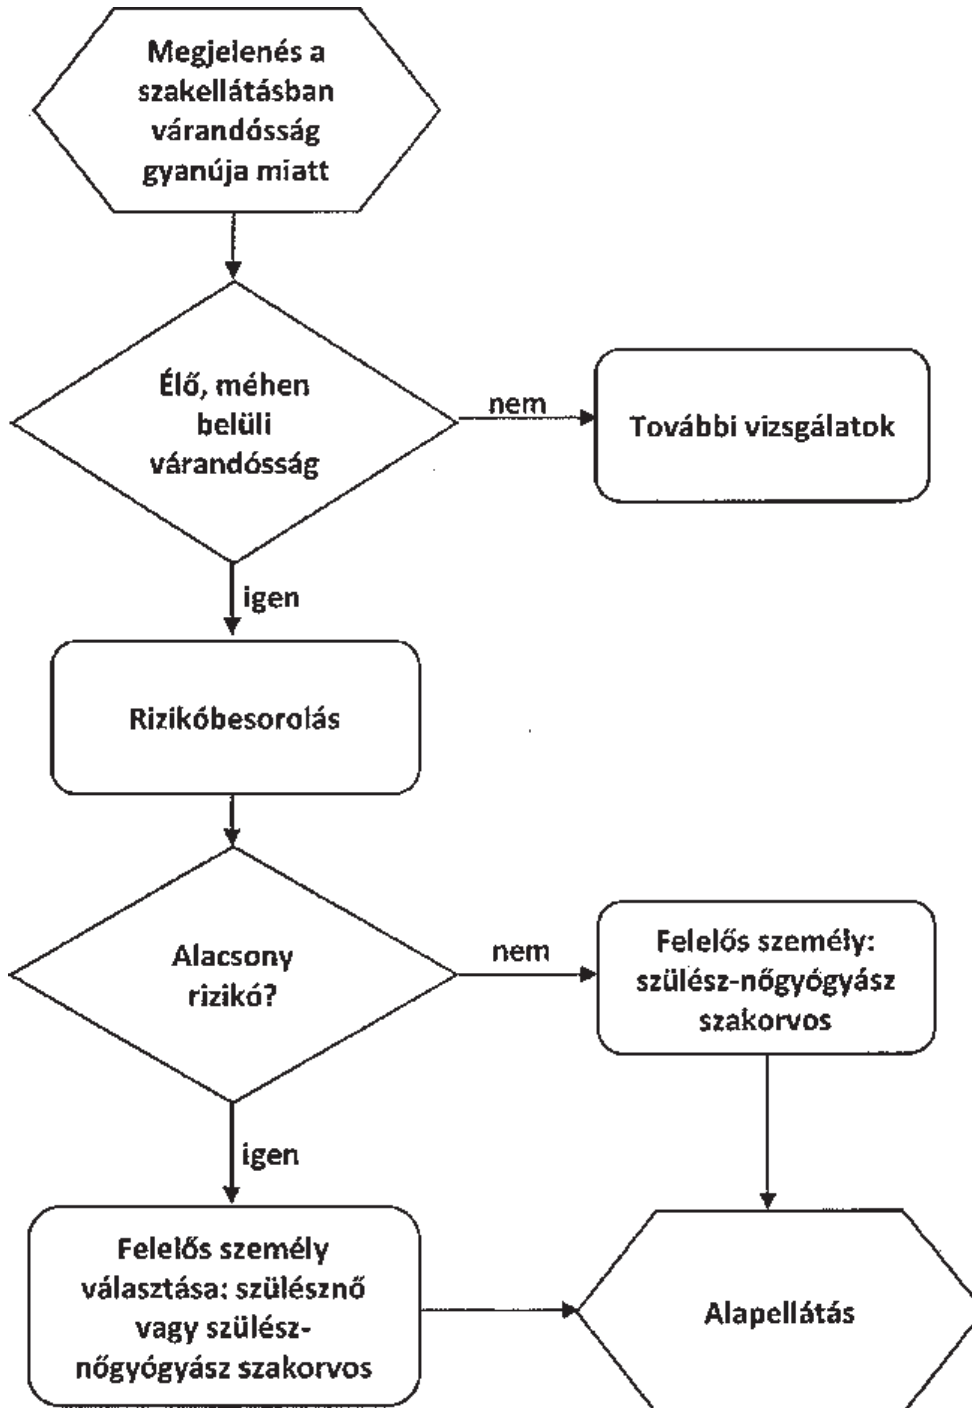 Megjelenés a
szakellátásban
várandósság
gyanúja miatt
Élő, méhen
belüli
várandósság
nem
További vizsgálatok
igen
Rizikóbesorolás
Alacsony
rizikó?
nem
Felelős személy:
szülész-nőgyógyász
szakorvos
igen
Felelős személy
választása: szülésznő
vagy szülész-
nőgyógyász szakorvos
Alapellátás